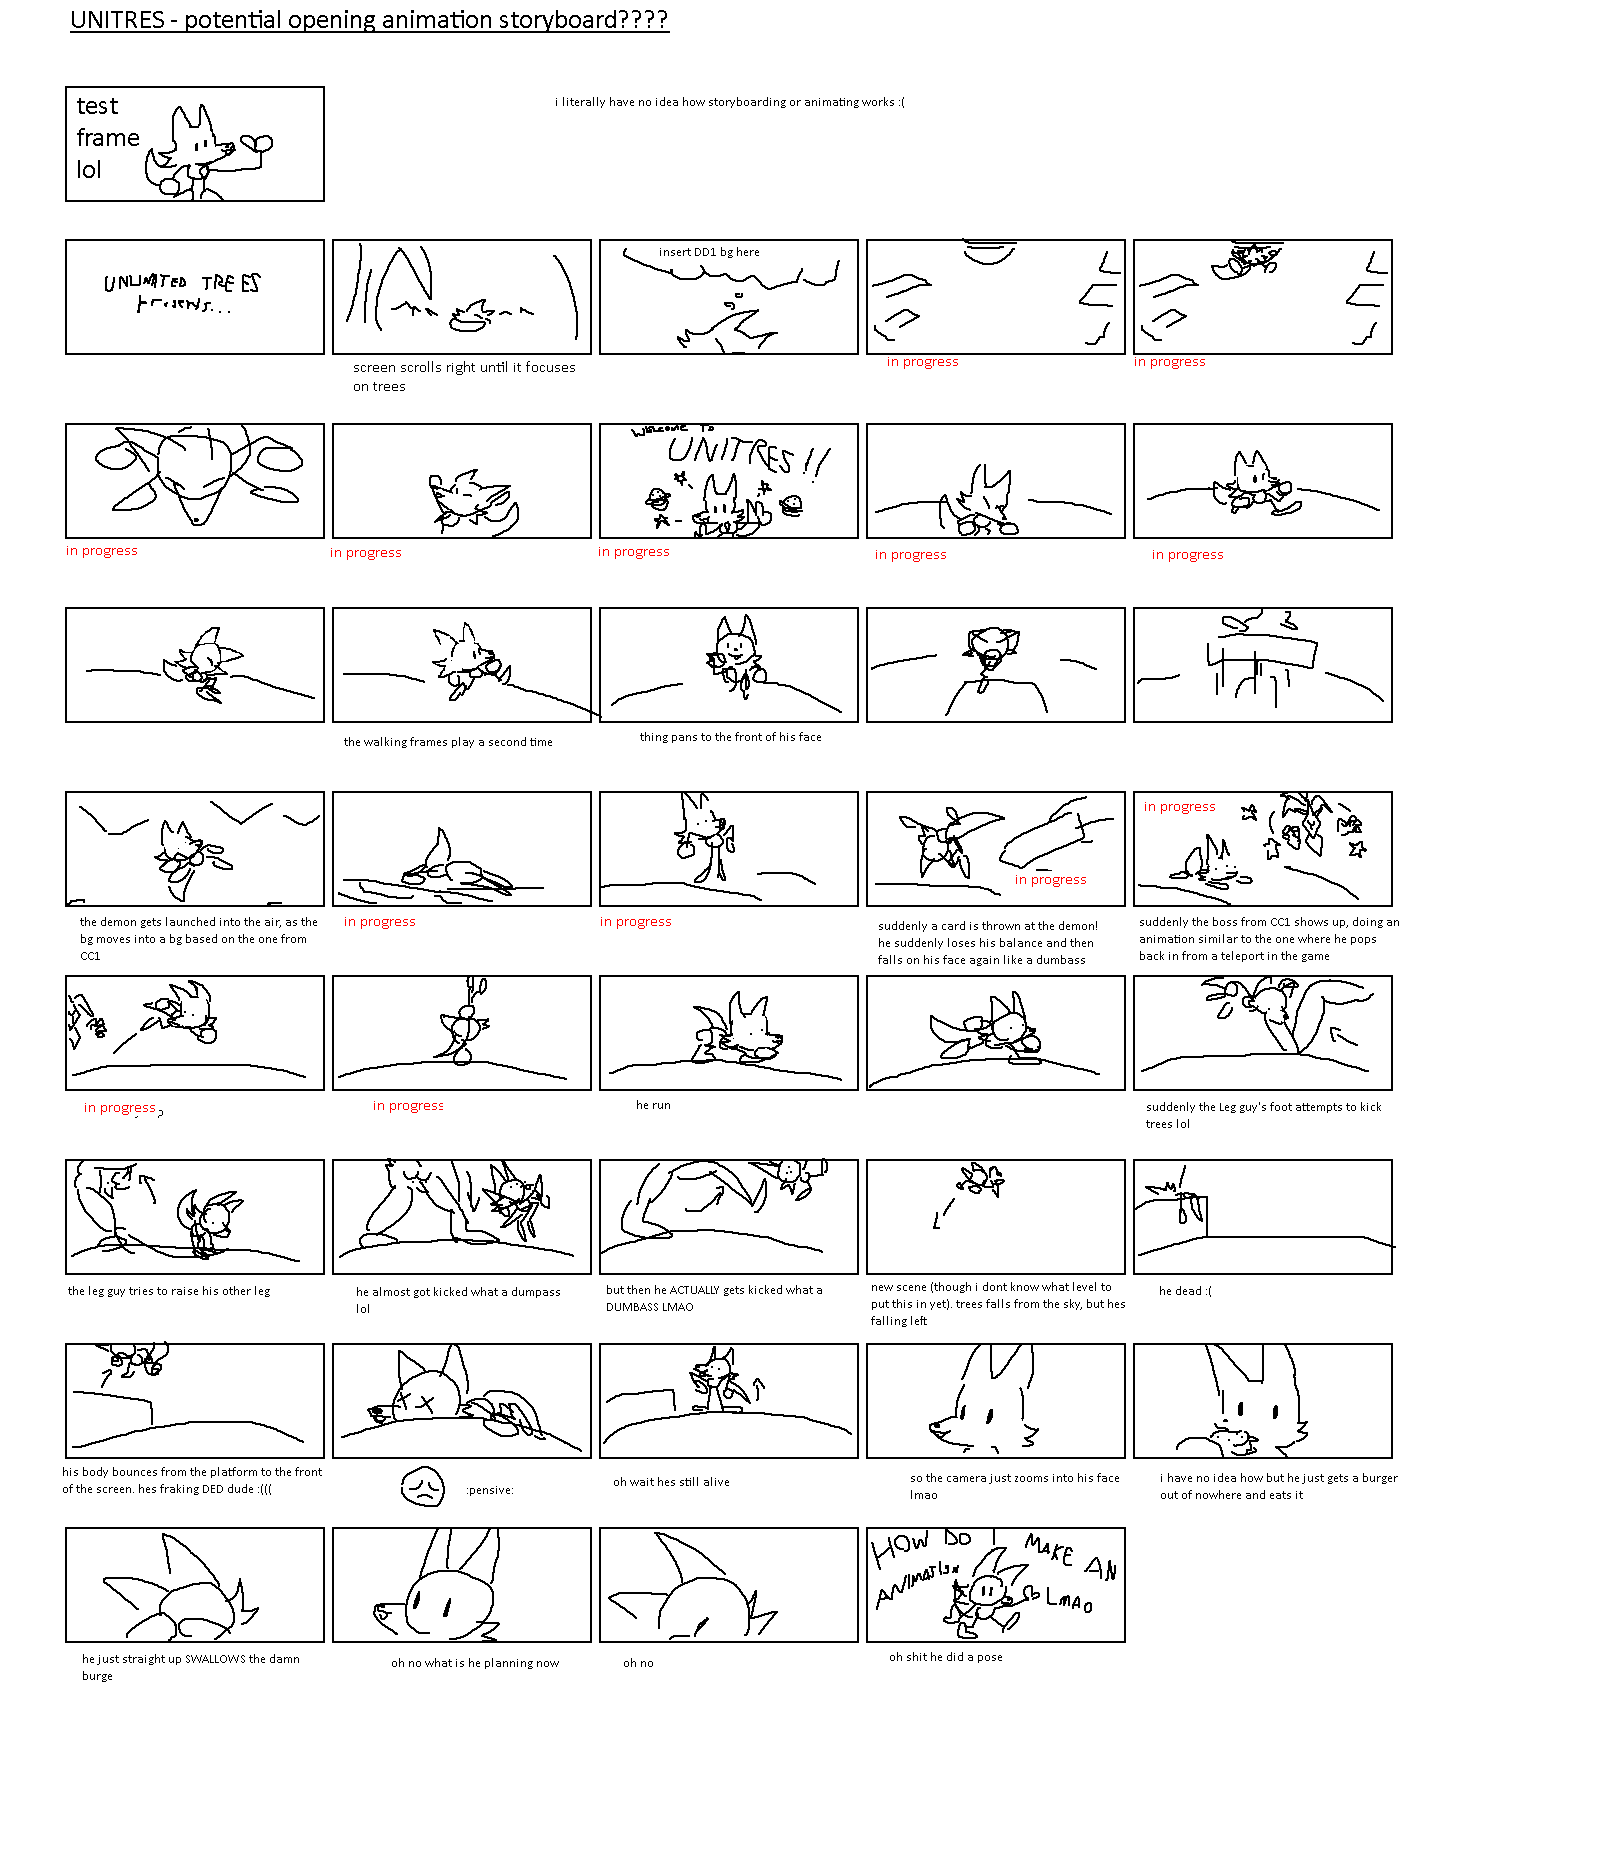 UNITRES - potential opening animation storyboard????
test
frame
lol
i literally have no idea how storyboarding or animating works :(
UNLIMITED TREES
presents...
insert DD1 bg here
screen scrolls right until it focuses
on trees
in progress
in progress
WELCOME TO
UNITRES!!
in progress
in progress
in progress
in progress
in progress
the walking frames play a second time
thing pans to the front of his face
in progress
in progress
the demon gets launched into the air, as the
bg moves into a bg based on the one from
CC1
in progress
in progress
suddenly a card is thrown at the demon!
he suddenly loses his balance and then
falls on his face again like a dumbass
suddenly the boss from CC1 shows up, doing an
animation similar to the one where he pops
back in from a teleport in the game
in progress
?
in progress
he run
suddenly the Leg guy's foot attempts to kick
trees lol
the leg guy tries to raise his other leg
he almost got kicked what a dumpass
lol
but then he ACTUALLY gets kicked what a
DUMBASS LMAO
new scene (though i dont know what level to
put this in yet). trees falls from the sky, but hes
falling left
he dead :(
his body bounces from the platform to the front
of the screen. hes fraking DED dude :(((
:pensive:
oh wait hes still alive
so the camera just zooms into his face
lmao
i have no idea how but he just gets a burger
out of nowhere and eats it
HOW DO I MAKE AN
ANIMATION LMAO
he just straight up SWALLOWS the damn
burge
oh no what is he planning now
oh no
oh shit he did a pose